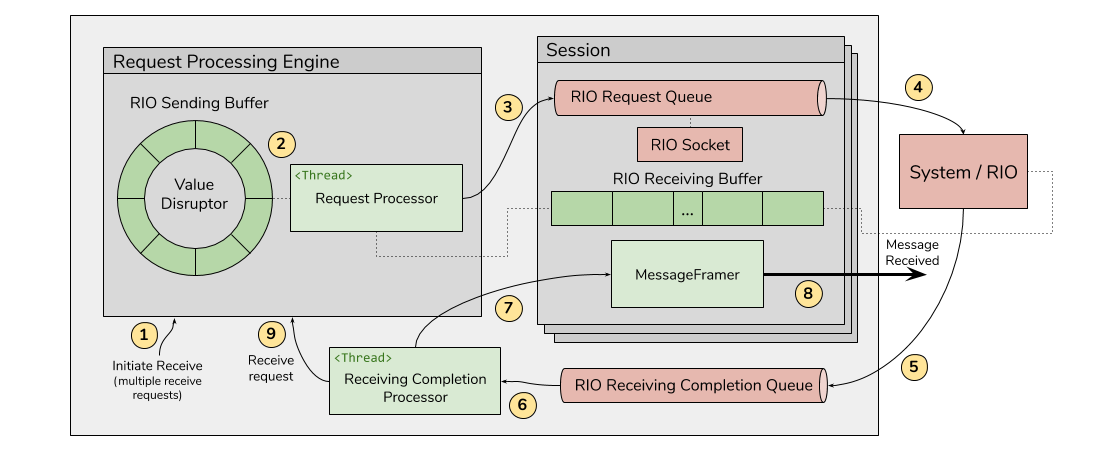 Request Processing Engine
RIO Sending Buffer
Value
Disruptor
2
<Thread>
Request Processor
3
Session
RIO Request Queue
RIO Socket
RIO Receiving Buffer
...
MessageFramer
4
System / RIO
Message
Received
8
7
1
Initiate Receive
(multiple receive
requests)
9
Receive
request
<Thread>
Receiving Completion
Processor
6
RIO Receiving Completion Queue
5